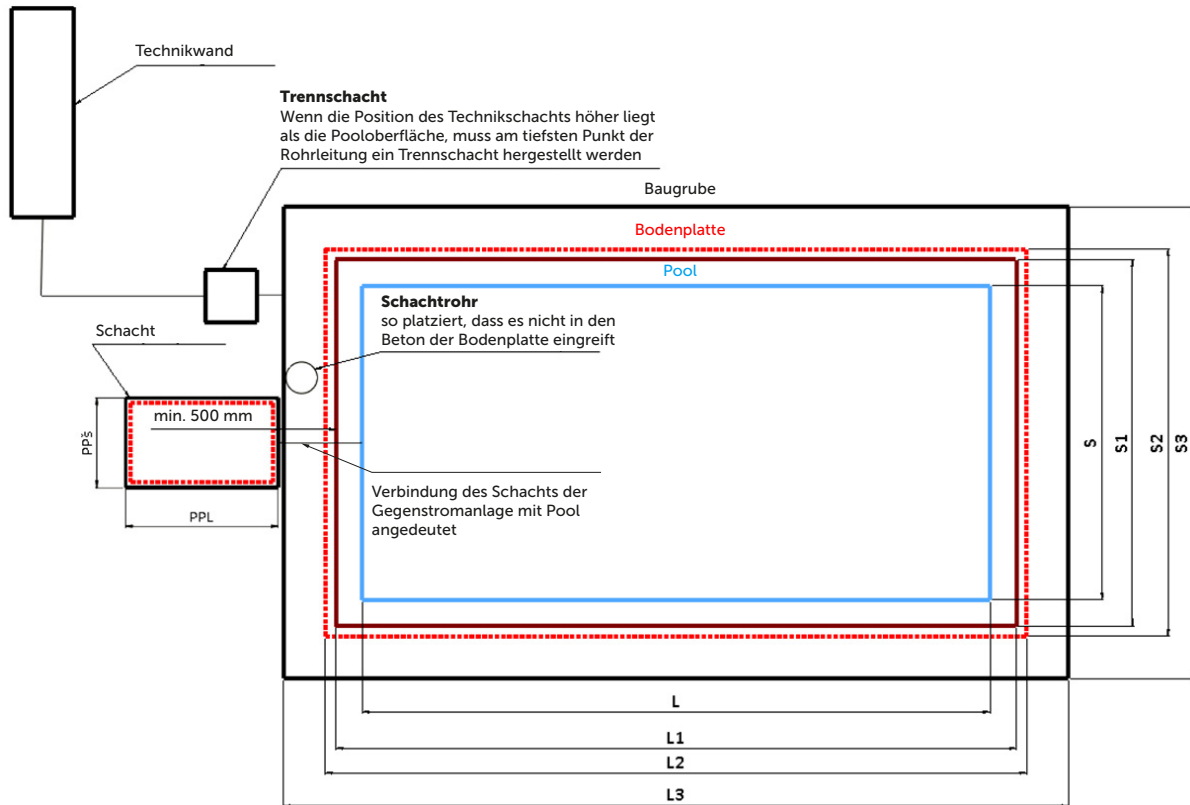 Technikwand
Trennschacht
Wenn die Position des Technikschachts höher liegt
als die Pooloberfläche, muss am tiefsten Punkt der
Rohrleitung ein Trennschacht hergestellt werden
Baugrube
Bodenplatte
Pool
Schachtrohr
so platziert, dass es nicht in den
Beton der Bodenplatte eingreift
Schacht
min. 500 mm
PPš
PPL
Verbindung des Schachts der
Gegenstromanlage mit Pool
angedeutet
S
S1
S2
S3
L
L1
L2
L3